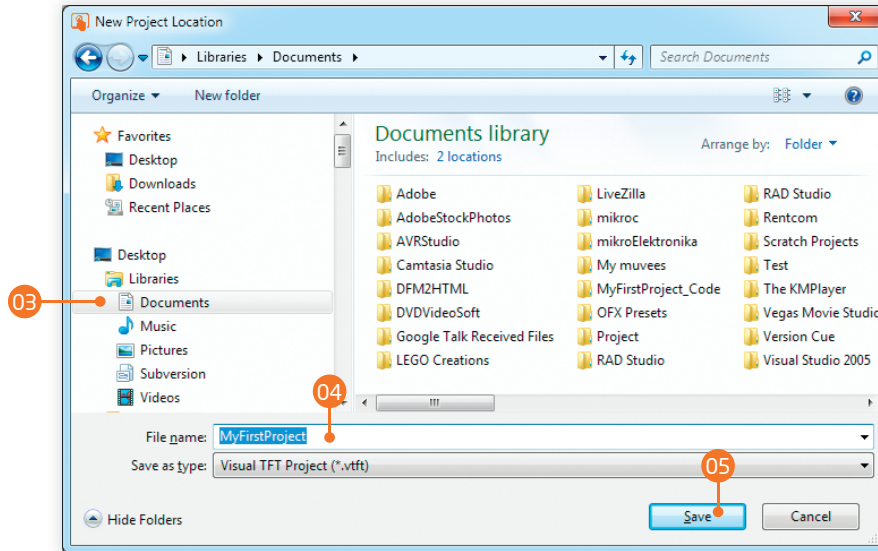 New Project Location
Libraries Documents
Search Documents
Organize New folder
Favorites
Desktop
Downloads
Recent Places
Desktop
Libraries
03
Documents
Music
Pictures
Subversion
Videos
Documents library
Includes: 2 locations
Arrange by: Folder
Adobe
AdobeStockPhotos
AVRStudio
Camtasia Studio
DFM2HTML
DVDVideoSoft
Google Talk Received Files
LEGO Creations
LiveZilla
mikroc
mikroElektronika
My muvees
MyFirstProject_Code
OFX Presets
Project
RAD Studio
RAD Studio
Rentcom
Scratch Projects
Test
The KMPlayer
Vegas Movie Studio
Version Cue
Visual Studio 2005
04
File name: MyFirstProject
Save as type: Visual TFT Project (*.vtft)
05
Hide Folders
Save Cancel